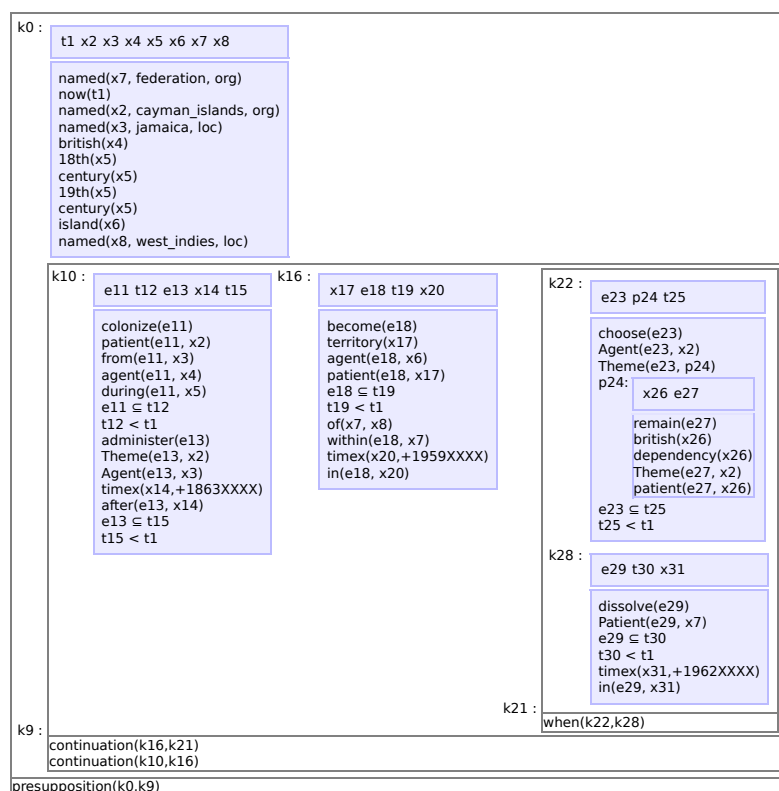 k0 :
t1 x2 x3 x4 x5 x6 x7 x8
named(x7, federation, org)
now(t1)
named(x2, cayman_islands, org)
named(x3, jamaica, loc)
british(x4)
18th(x5)
century(x5)
19th(x5)
century(x5)
island(x6)
named(x8, west_indies, loc)
k10 :
e11 t12 e13 x14 t15
colonize(e11)
patient(e11, x2)
from(e11, x3)
agent(e11, x4)
during(e11, x5)
e11 ⊆ t12
t12 < t1
administer(e13)
Theme(e13, x2)
Agent(e13, x3)
timex(x14,+1863XXXX)
after(e13, x14)
e13 ⊆ t15
t15 < t1
k16 :
x17 e18 t19 x20
become(e18)
territory(x17)
agent(e18, x6)
patient(e18, x17)
e18 ⊆ t19
t19 < t1
of(x7, x8)
within(e18, x7)
timex(x20,+1959XXXX)
in(e18, x20)
k22 :
e23 p24 t25
choose(e23)
Agent(e23, x2)
Theme(e23, p24)
p24:
x26 e27
remain(e27)
british(x26)
dependency(x26)
Theme(e27, x2)
patient(e27, x26)
e23 ⊆ t25
t25 < t1
k28 :
e29 t30 x31
dissolve(e29)
Patient(e29, x7)
e29 ⊆ t30
t30 < t1
timex(x31,+1962XXXX)
in(e29, x31)
k21 :
when(k22,k28)
k9 :
continuation(k16,k21)
continuation(k10,k16)
presupposition(k0,k9)